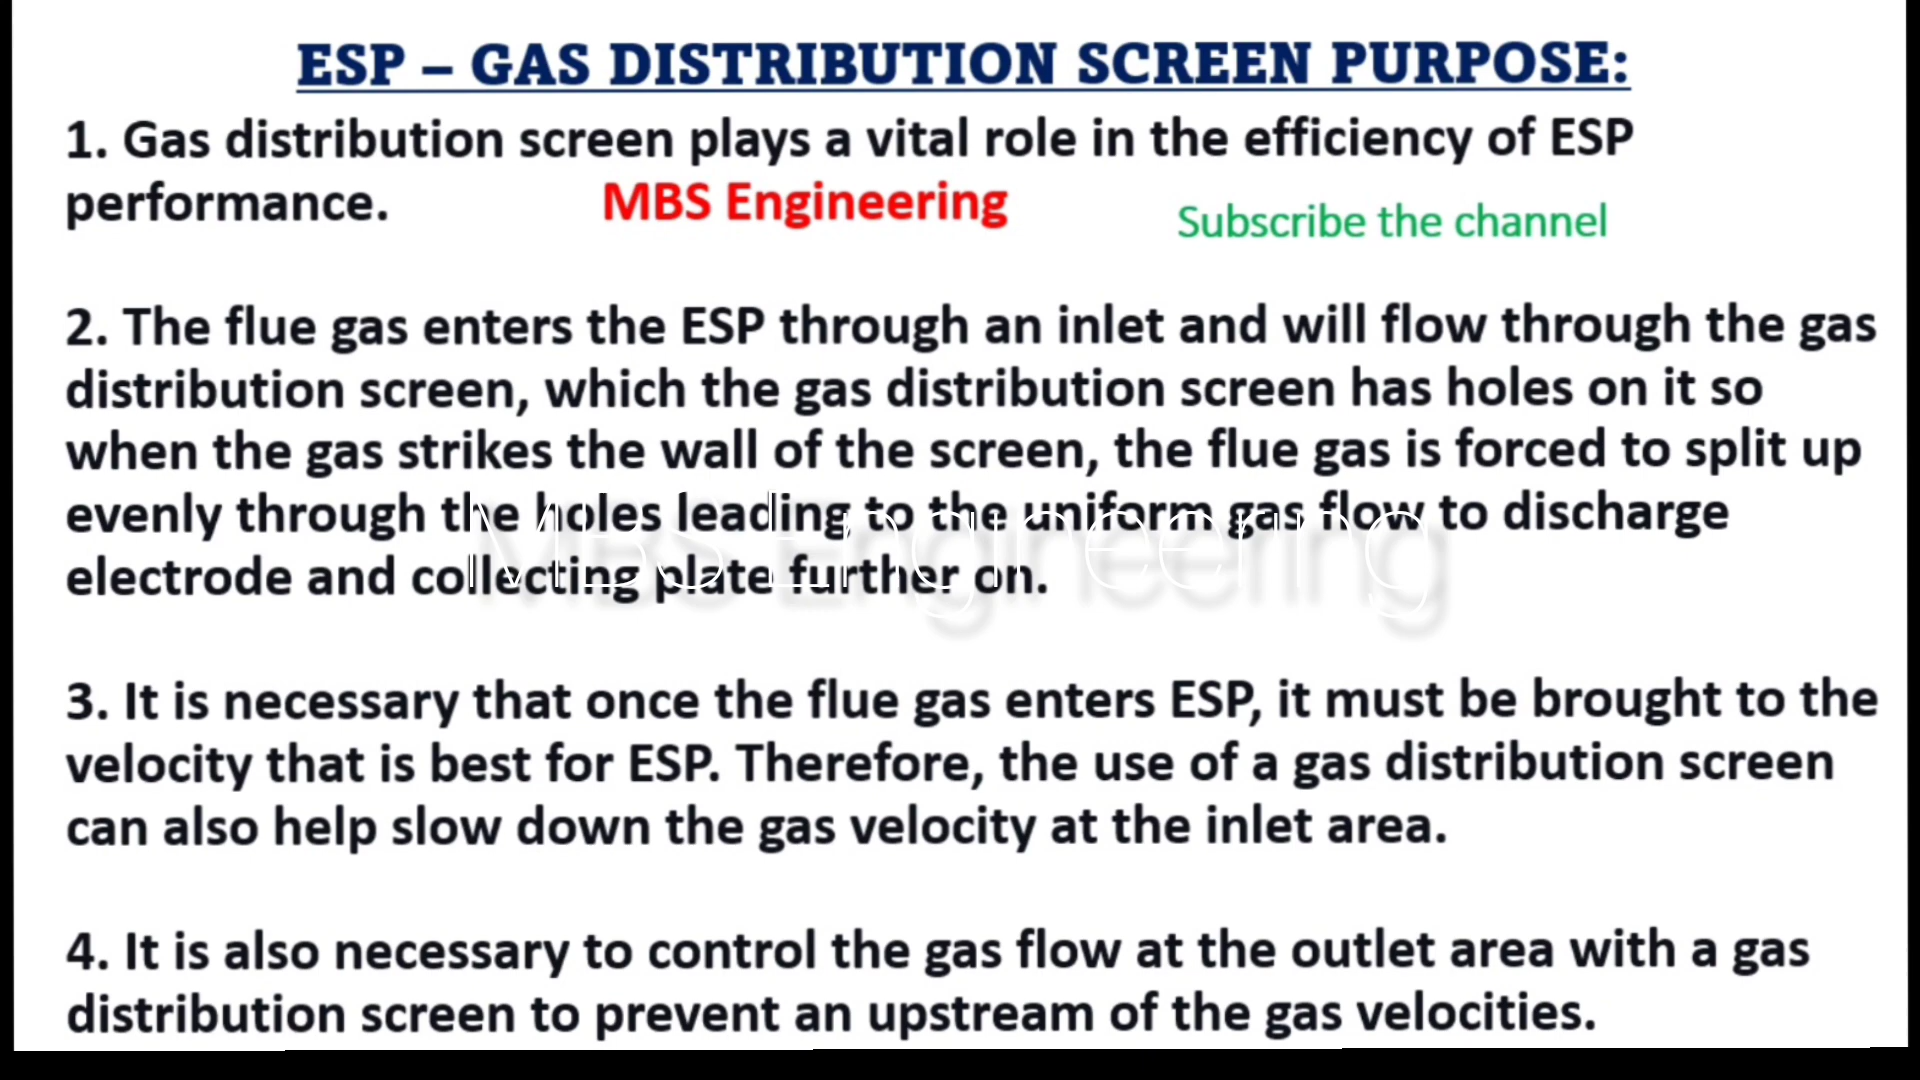 ESP – GAS DISTRIBUTION SCREEN PURPOSE:
1. Gas distribution screen plays a vital role in the efficiency of ESP
performance.
MBS Engineering
Subscribe the channel
2. The flue gas enters the ESP through an inlet and will flow through the gas
distribution screen, which the gas distribution screen has holes on it so
when the gas strikes the wall of the screen, the flue gas is forced to split up
evenly through the holes leading to the uniform gas flow to discharge
MBS Engineering
electrode and collecting plate further on.
3. It is necessary that once the flue gas enters ESP, it must be brought to the
velocity that is best for ESP. Therefore, the use of a gas distribution screen
can also help slow down the gas velocity at the inlet area.
4. It is also necessary to control the gas flow at the outlet area with a gas
distribution screen to prevent an upstream of the gas velocities.